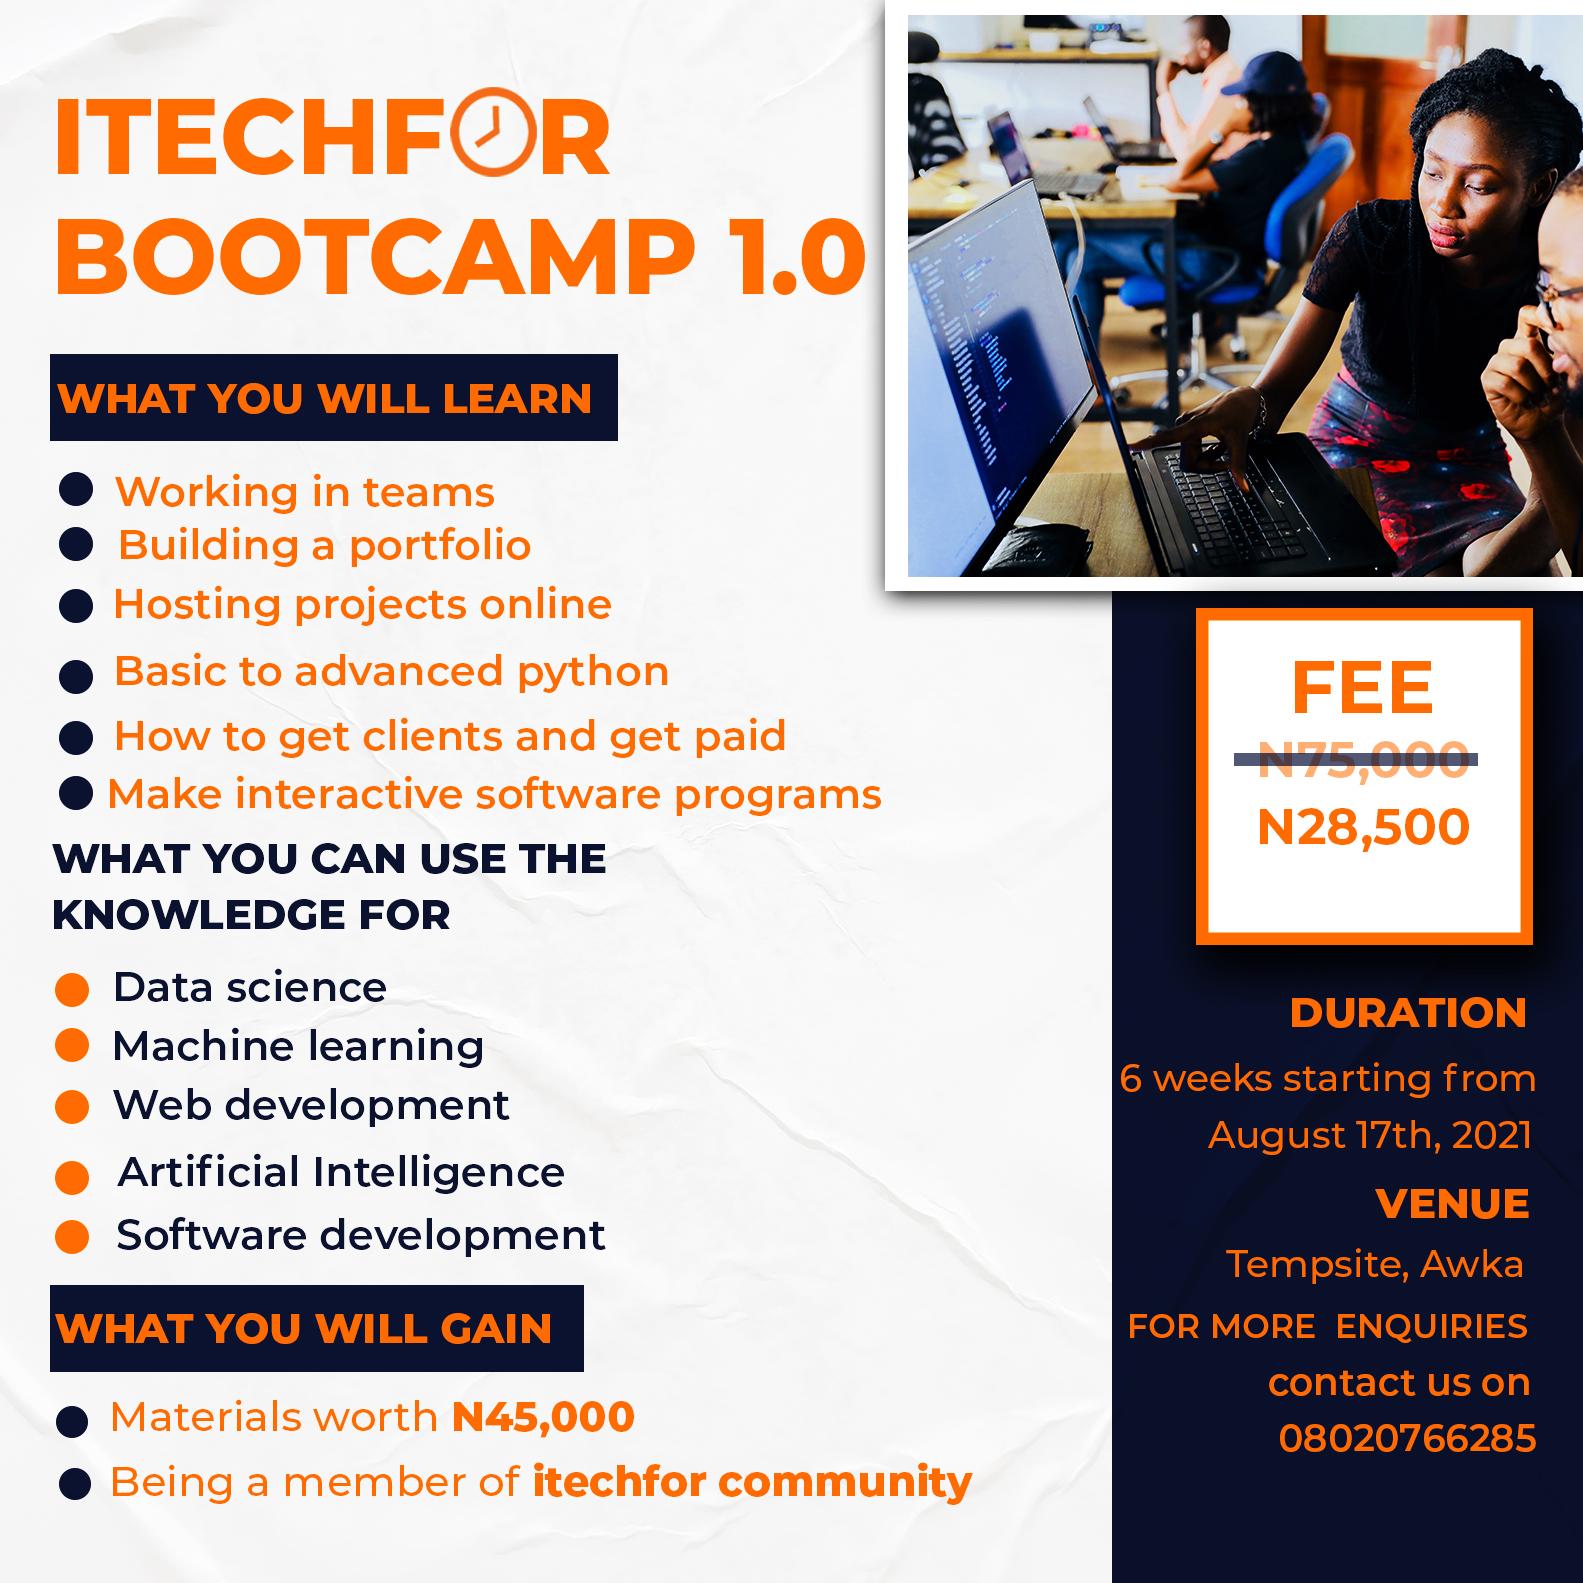 ITECHFOR
BOOTCAMP 1.0
WHAT YOU WILL LEARN
Working in teams
Building a portfolio
Hosting projects online
Basic to advanced python
How to get clients and get paid
Make interactive software programs
WHAT YOU CAN USE THE
KNOWLEDGE FOR
Data science
Machine learning
Web development
Artificial Intelligence
Software development
WHAT YOU WILL GAIN
Materials worth N45,000
Being a member of itechfor community
FEE
N75,000
N28,500
DURATION
6 weeks starting from
August 17th, 2021
VENUE
Tempsite, Awka
FOR MORE ENQUIRIES
contact us on
08020766285